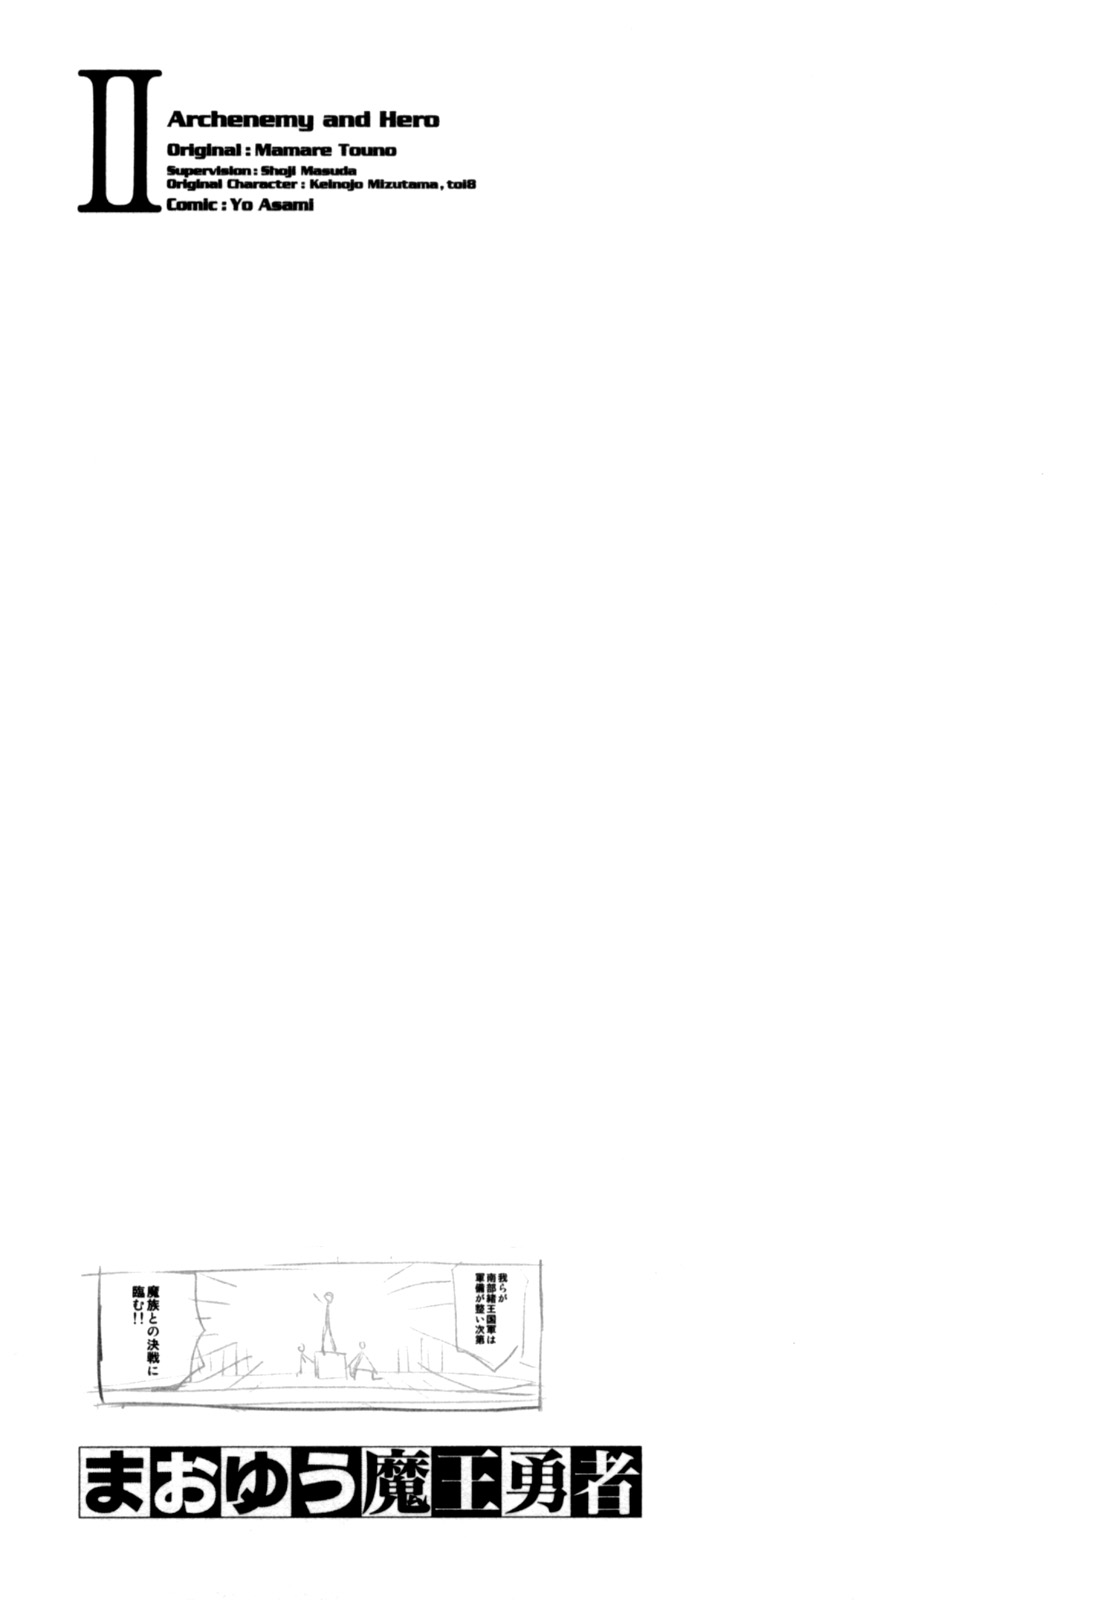 II
Archenemy and Hero
Original : Mamare Touno
Supervision : Shoji Masuda
Original Character : Keinojo Mizutama, toi8
Comic : Yo Asami
我らが
南部緒王国軍は
軍備が整い次第
魔族との決戦に
臨む!!
まおゆう魔王勇者